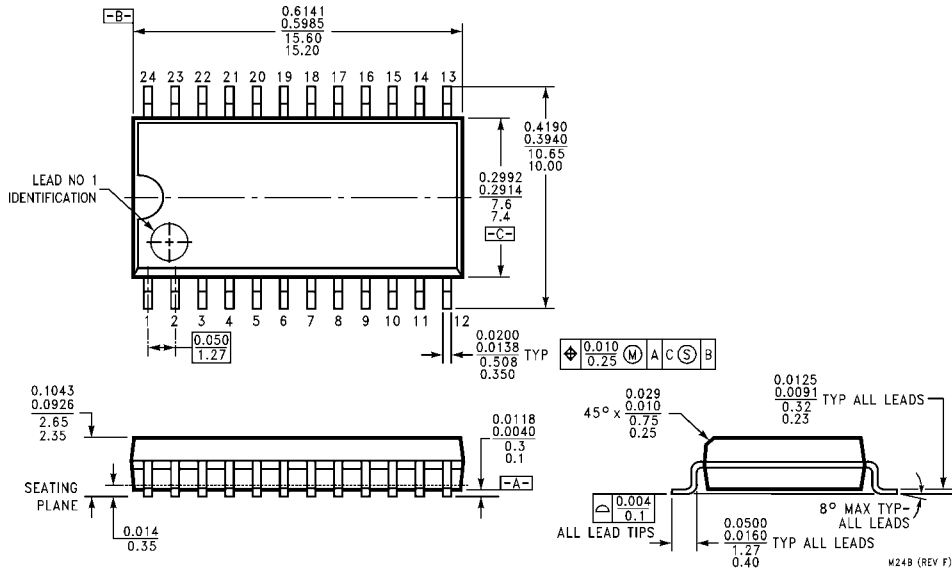 -B-
0.6141
0.5985
15.60
15.20
24 23 22 21 20 19 18 17 16 15 14 13
LEAD NO 1
IDENTIFICATION
0.4190
0.3940
10.65
10.00
0.2992
0.2914
7.6
7.4
-C-
1 2 3 4 5 6 7 8 9 10 11 12
0.050
1.27
0.0200
0.0138
0.508
0.350
TYP
⌖ 0.010 0.25 Ⓜ A C Ⓢ B
0.1043
0.0926
2.65
2.35
0.0118
0.0040
0.3
0.1
-A-
SEATING
PLANE
0.014
0.35
45° x
0.029
0.010
0.75
0.25
0.0125
0.0091
0.32
0.23
TYP ALL LEADS
0.004
0.1
ALL LEAD TIPS
0.0500
0.0160
1.27
0.40
TYP ALL LEADS
8° MAX TYP-
ALL LEADS
M24B (REV F)